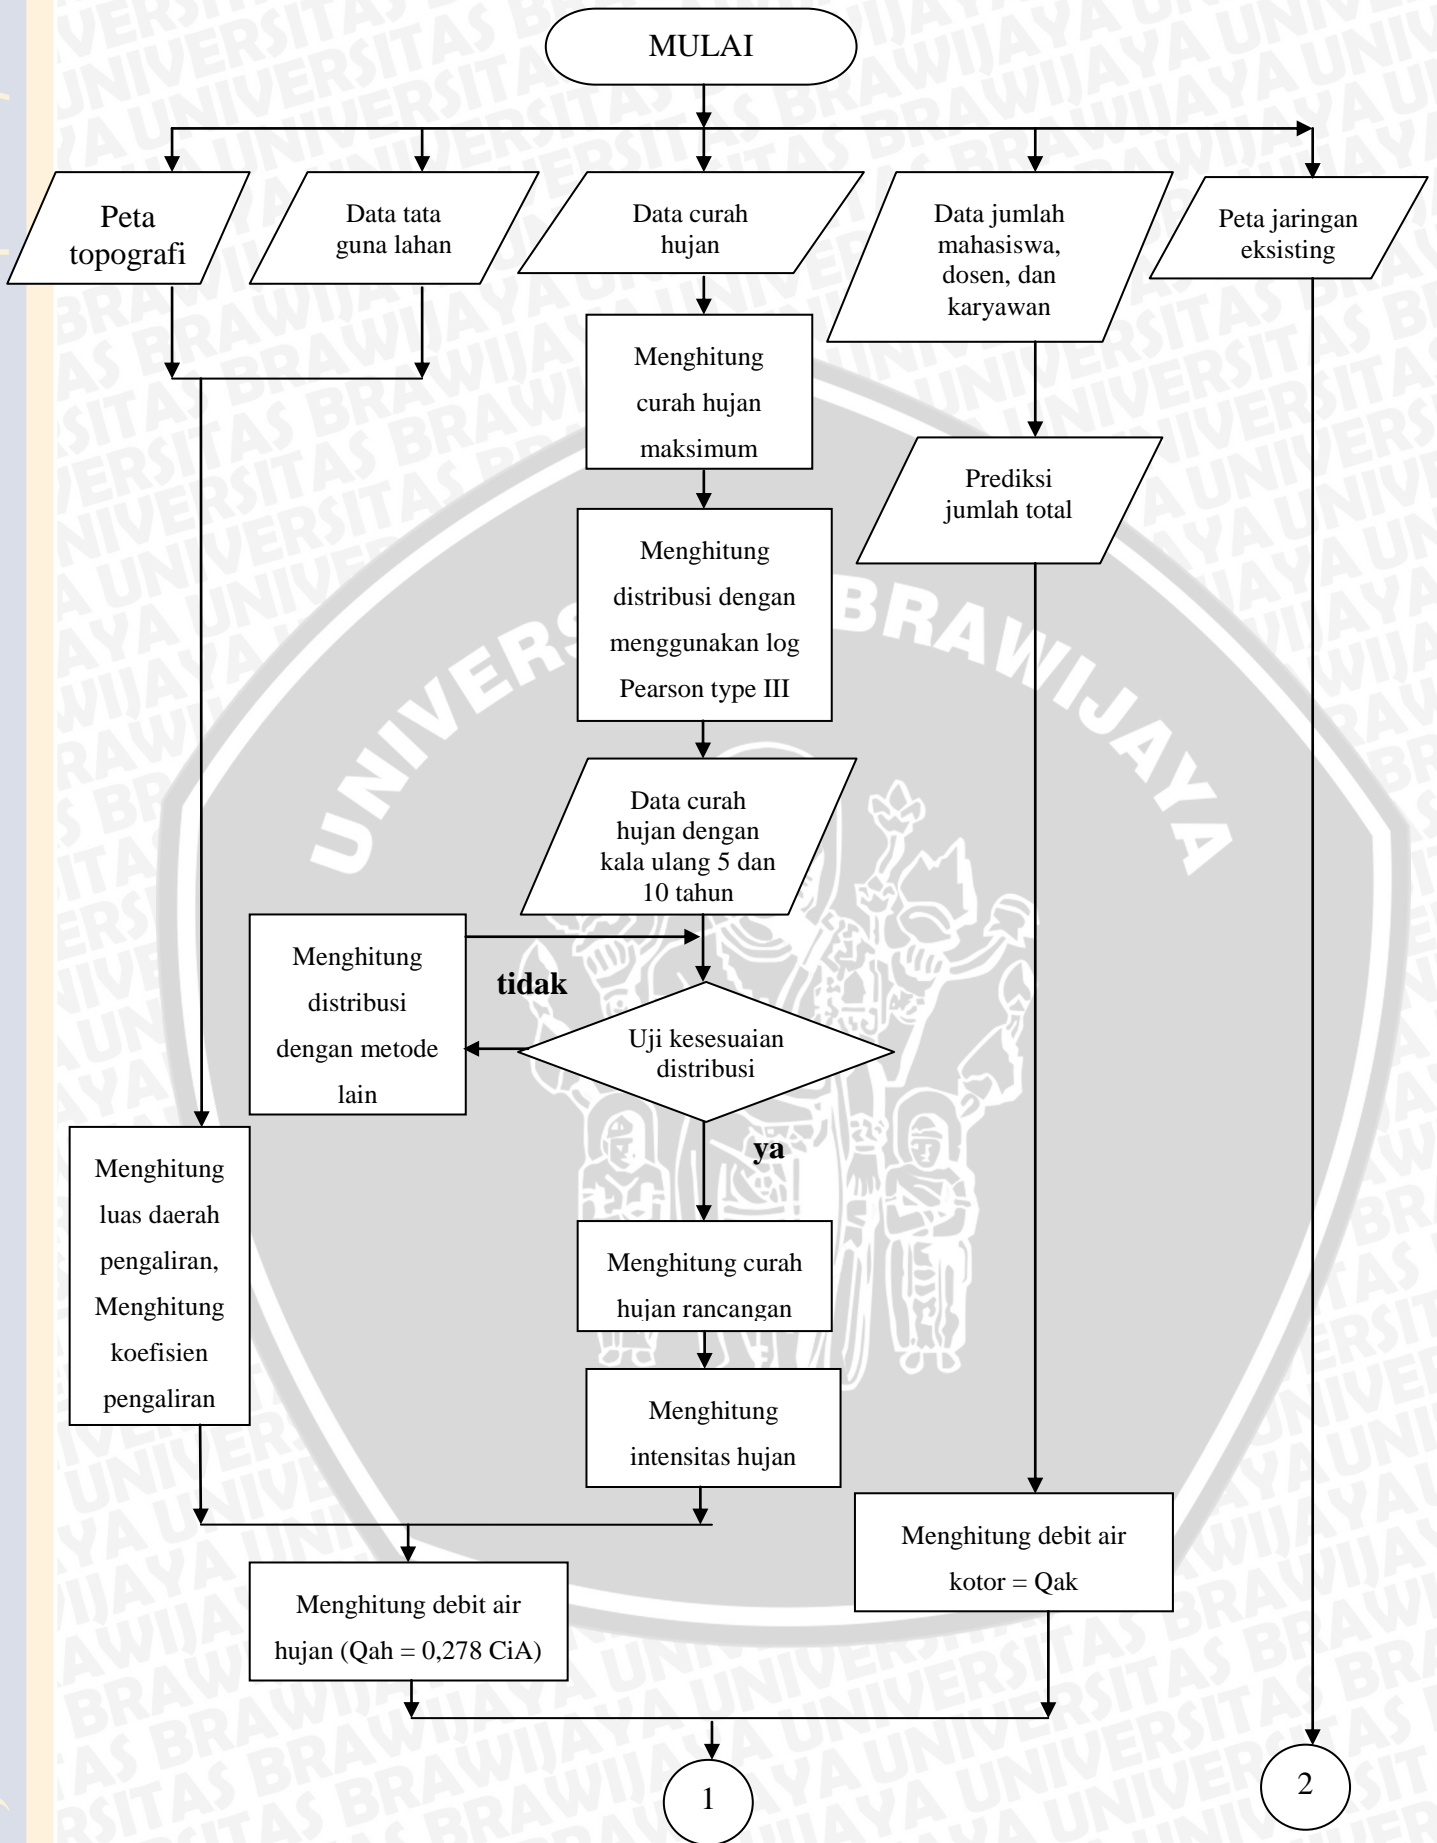 MULAI
Peta
topografi
Data tata
guna lahan
Data curah
hujan
Data jumlah
mahasiswa,
dosen, dan
karyawan
Peta jaringan
eksisting
Menghitung
curah hujan
maksimum
Prediksi
jumlah total
Menghitung
distribusi dengan
menggunakan log
Pearson type III
Data curah
hujan dengan
kala ulang 5 dan
10 tahun
Menghitung
distribusi
dengan metode
lain
tidak
Uji kesesuaian
distribusi
ya
Menghitung
luas daerah
pengaliran,
Menghitung
koefisien
pengaliran
Menghitung curah
hujan rancangan
Menghitung
intensitas hujan
Menghitung debit air
kotor = Qak
Menghitung debit air
hujan (Qah = 0,278 CiA)
1
2
UNIVERS BRAWIJAYA